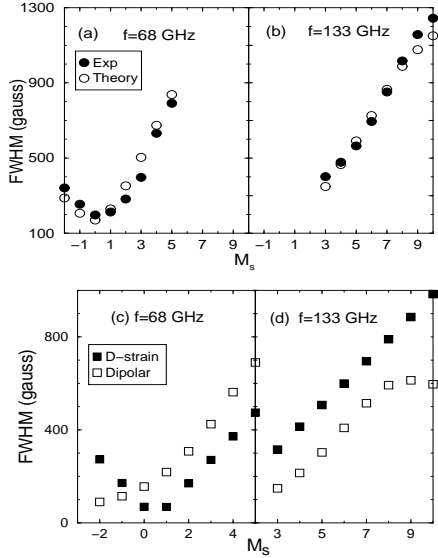 (a) f=68 GHz
(b) f=133 GHz
Exp
Theory
FWHM (gauss)
1300
900
500
100
−1 1 3 5 7 9
−1 1 3 5 7 9
Ms
(c) f=68 GHz
(d) f=133 GHz
D−strain
Dipolar
FWHM (gauss)
800
400
0
−2 0 2 4
3 5 7 9
Ms